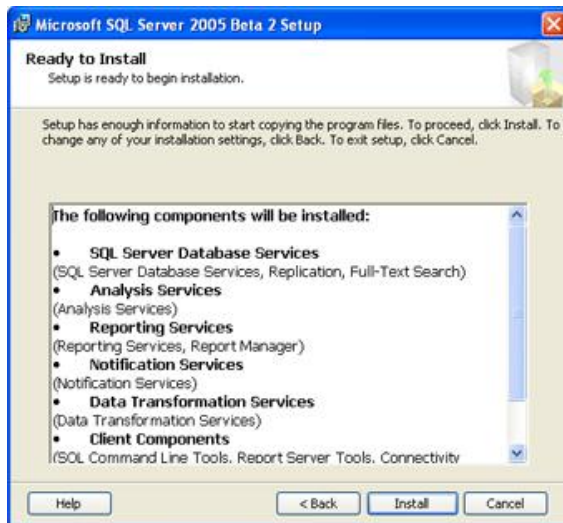 Microsoft SQL Server 2005 Beta 2 Setup
Ready to Install
Setup is ready to begin installation.
Setup has enough information to start copying the program files. To proceed, click Install. To
change any of your installation settings, click Back. To exit setup, click Cancel.
The following components will be installed:
• SQL Server Database Services
(SQL Server Database Services, Replication, Full-Text Search)
• Analysis Services
(Analysis Services)
• Reporting Services
(Reporting Services, Report Manager)
• Notification Services
(Notification Services)
• Data Transformation Services
(Data Transformation Services)
• Client Components
(SQL Command Line Tools, Report Server Tools, Connectivity
Help < Back Install Cancel